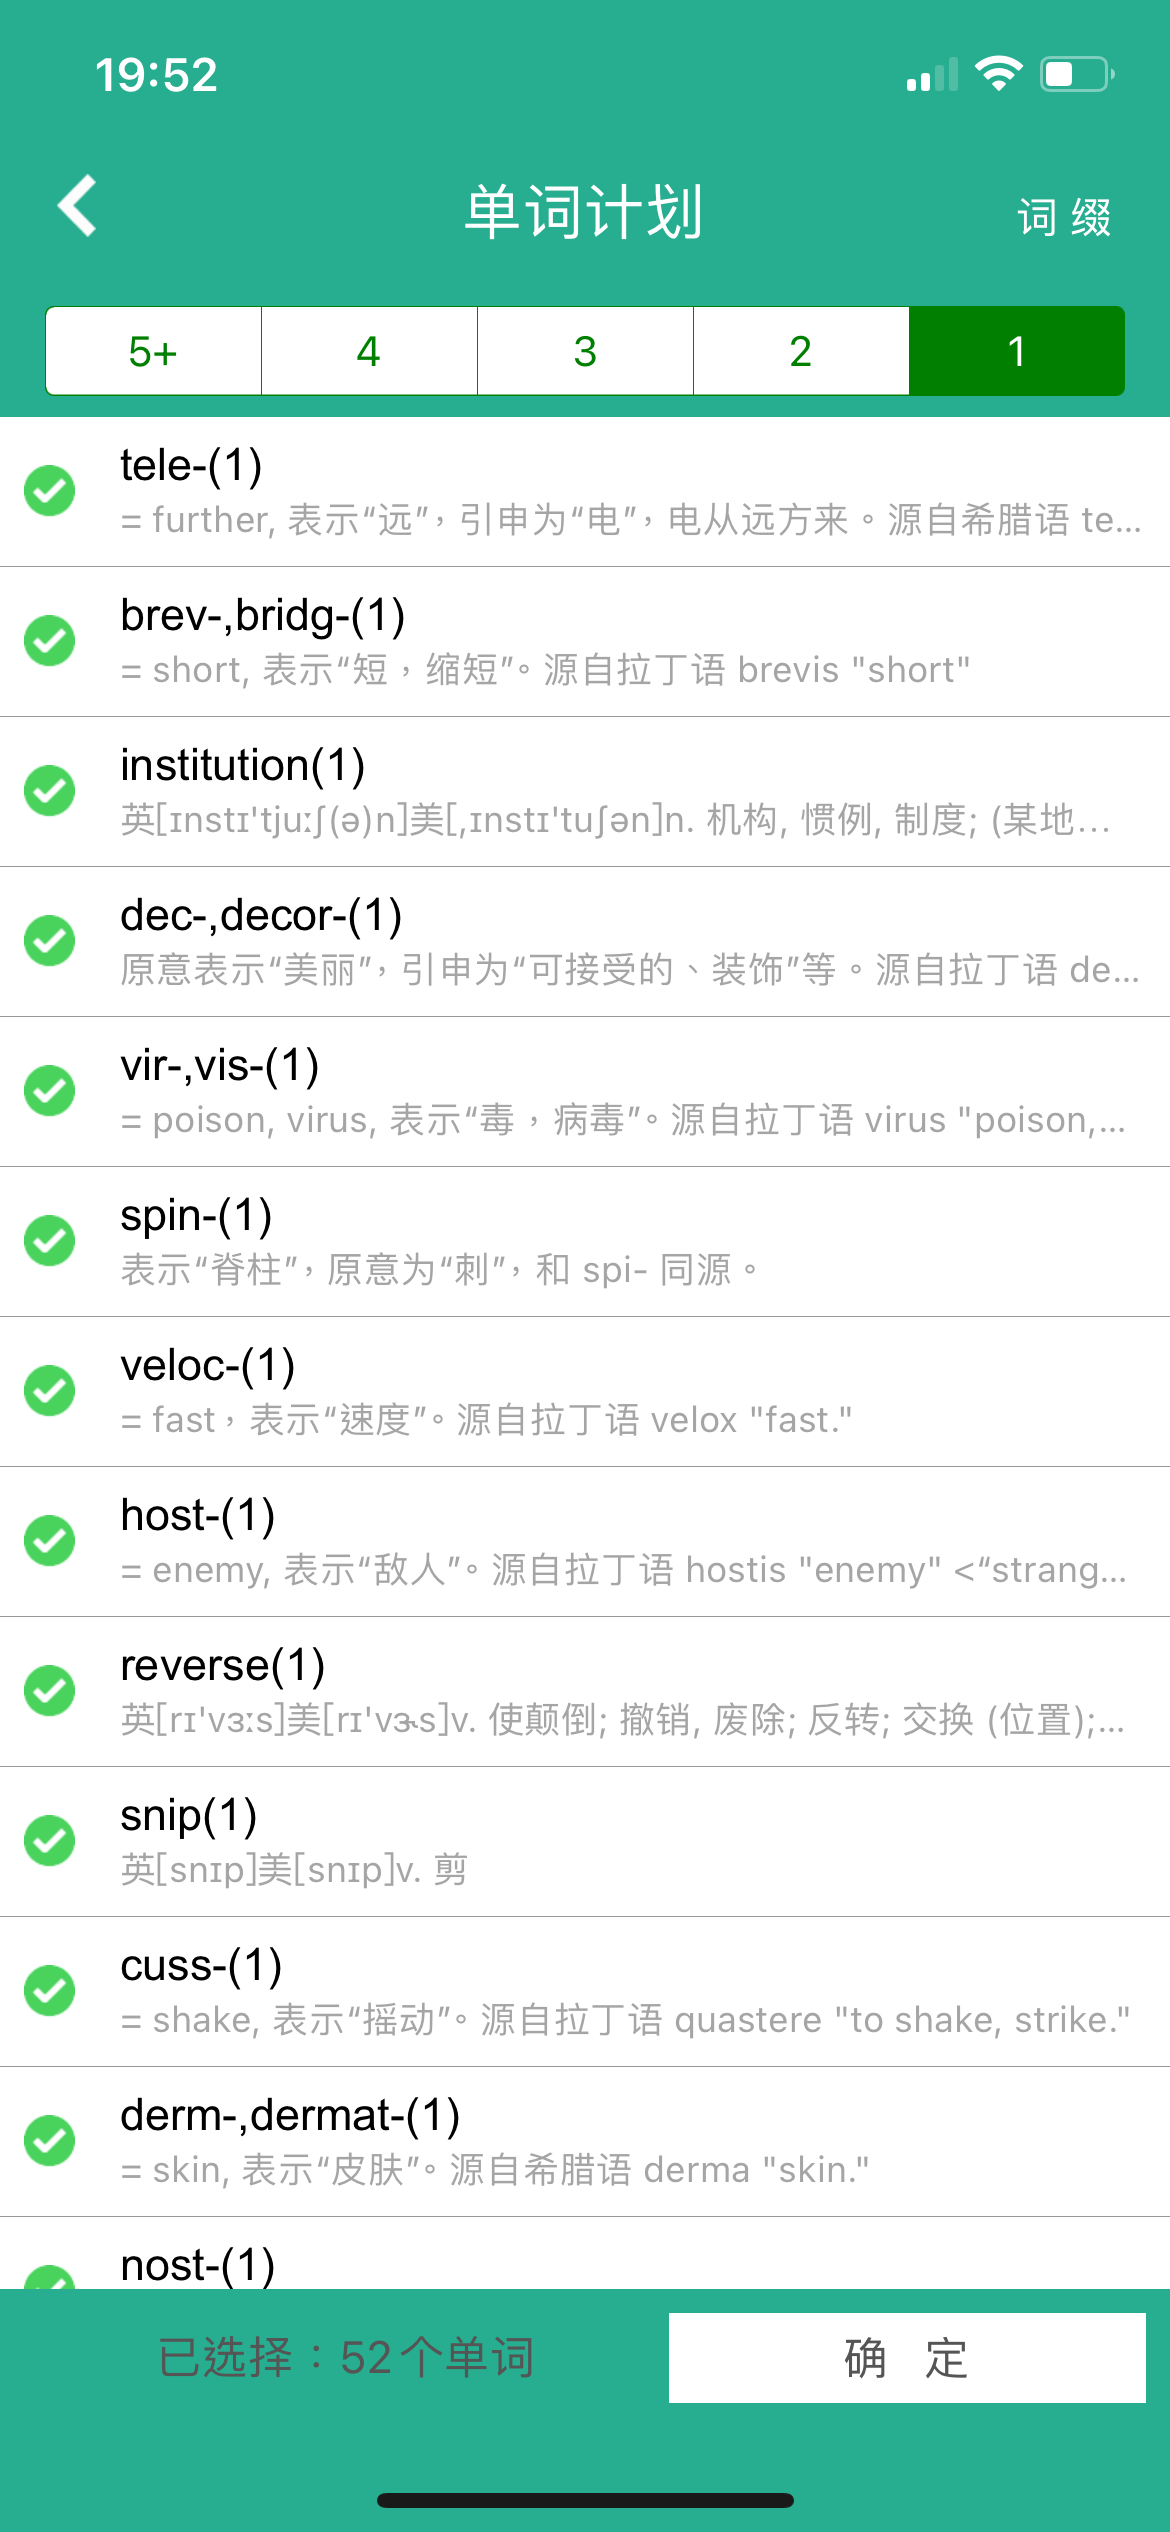 19:52
单词计划
词 缀
5+ 4 3 2 1
tele-(1)
= further, 表示“远”，引申为“电”，电从远方来。源自希腊语 te...
brev-,bridg-(1)
= short, 表示“短，缩短”。源自拉丁语 brevis "short"
institution(1)
英[ɪnstɪ'tjuːʃ(ə)n]美[,ɪnstɪ'tuʃən]n. 机构, 惯例, 制度; (某地...
dec-,decor-(1)
原意表示“美丽”，引申为“可接受的、装饰”等。源自拉丁语 de...
vir-,vis-(1)
= poison, virus, 表示“毒，病毒”。源自拉丁语 virus "poison,...
spin-(1)
表示“脊柱”，原意为“刺”，和 spi- 同源。
veloc-(1)
= fast，表示“速度”。源自拉丁语 velox "fast."
host-(1)
= enemy, 表示“敌人”。源自拉丁语 hostis "enemy" <“strang...
reverse(1)
英[rɪ'vɜːs]美[rɪ'vɝs]v. 使颠倒; 撤销, 废除; 反转; 交换 (位置);...
snip(1)
英[snɪp]美[snɪp]v. 剪
cuss-(1)
= shake, 表示“摇动”。源自拉丁语 quastere "to shake, strike."
derm-,dermat-(1)
= skin, 表示“皮肤”。源自希腊语 derma "skin."
nost-(1)
已选择：52个单词
确 定